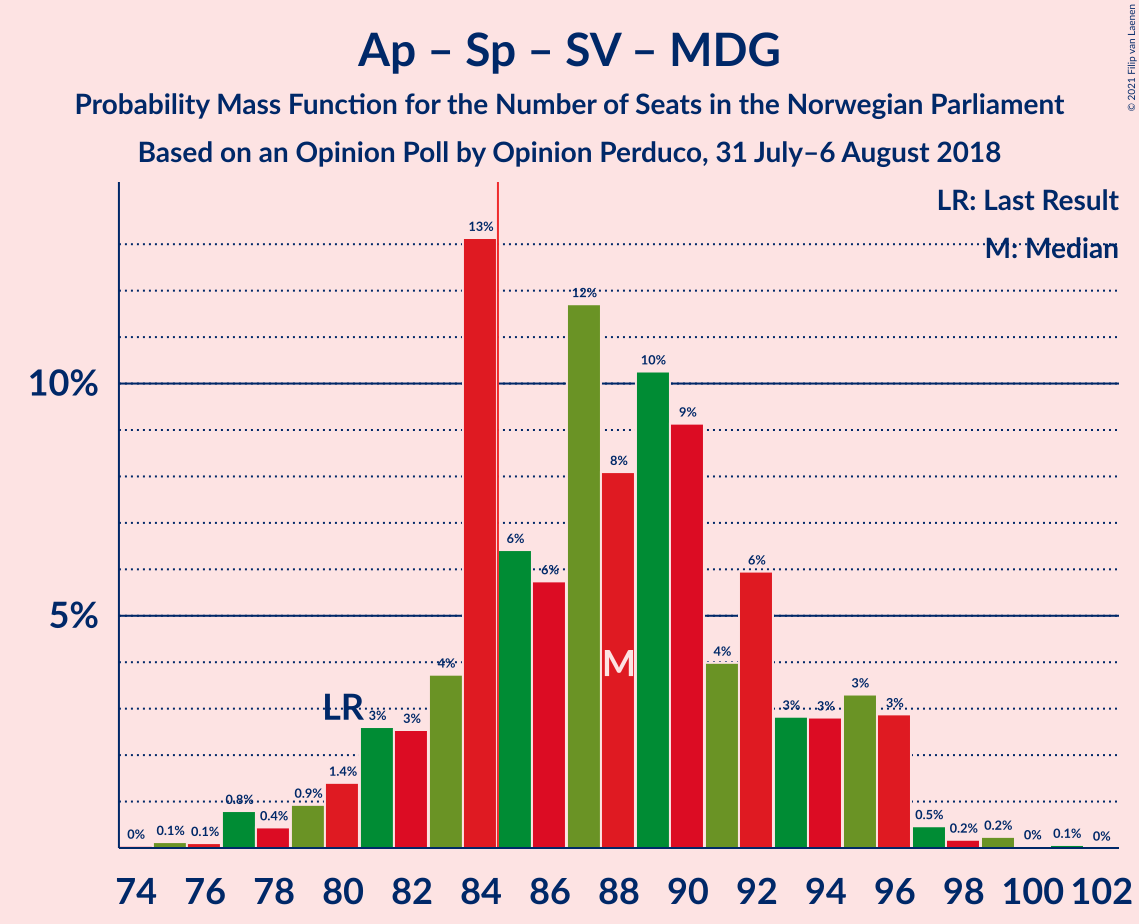 Ap – Sp – SV – MDG
Probability Mass Function for the Number of Seats in the Norwegian Parliament
Based on an Opinion Poll by Opinion Perduco, 31 July–6 August 2018
© 2021 Filip van Laenen
LR: Last Result
M: Median
10%
5%
0% 0.1% 0.1% 0.8% 0.4% 0.9% 1.4% 3% 3% 4% 13% 6% 6% 12% 8% 10% 9% 4% 6% 3% 3% 3% 3% 0.5% 0.2% 0.2% 0% 0.1% 0%
LR
M
74 76 78 80 82 84 86 88 90 92 94 96 98 100 102